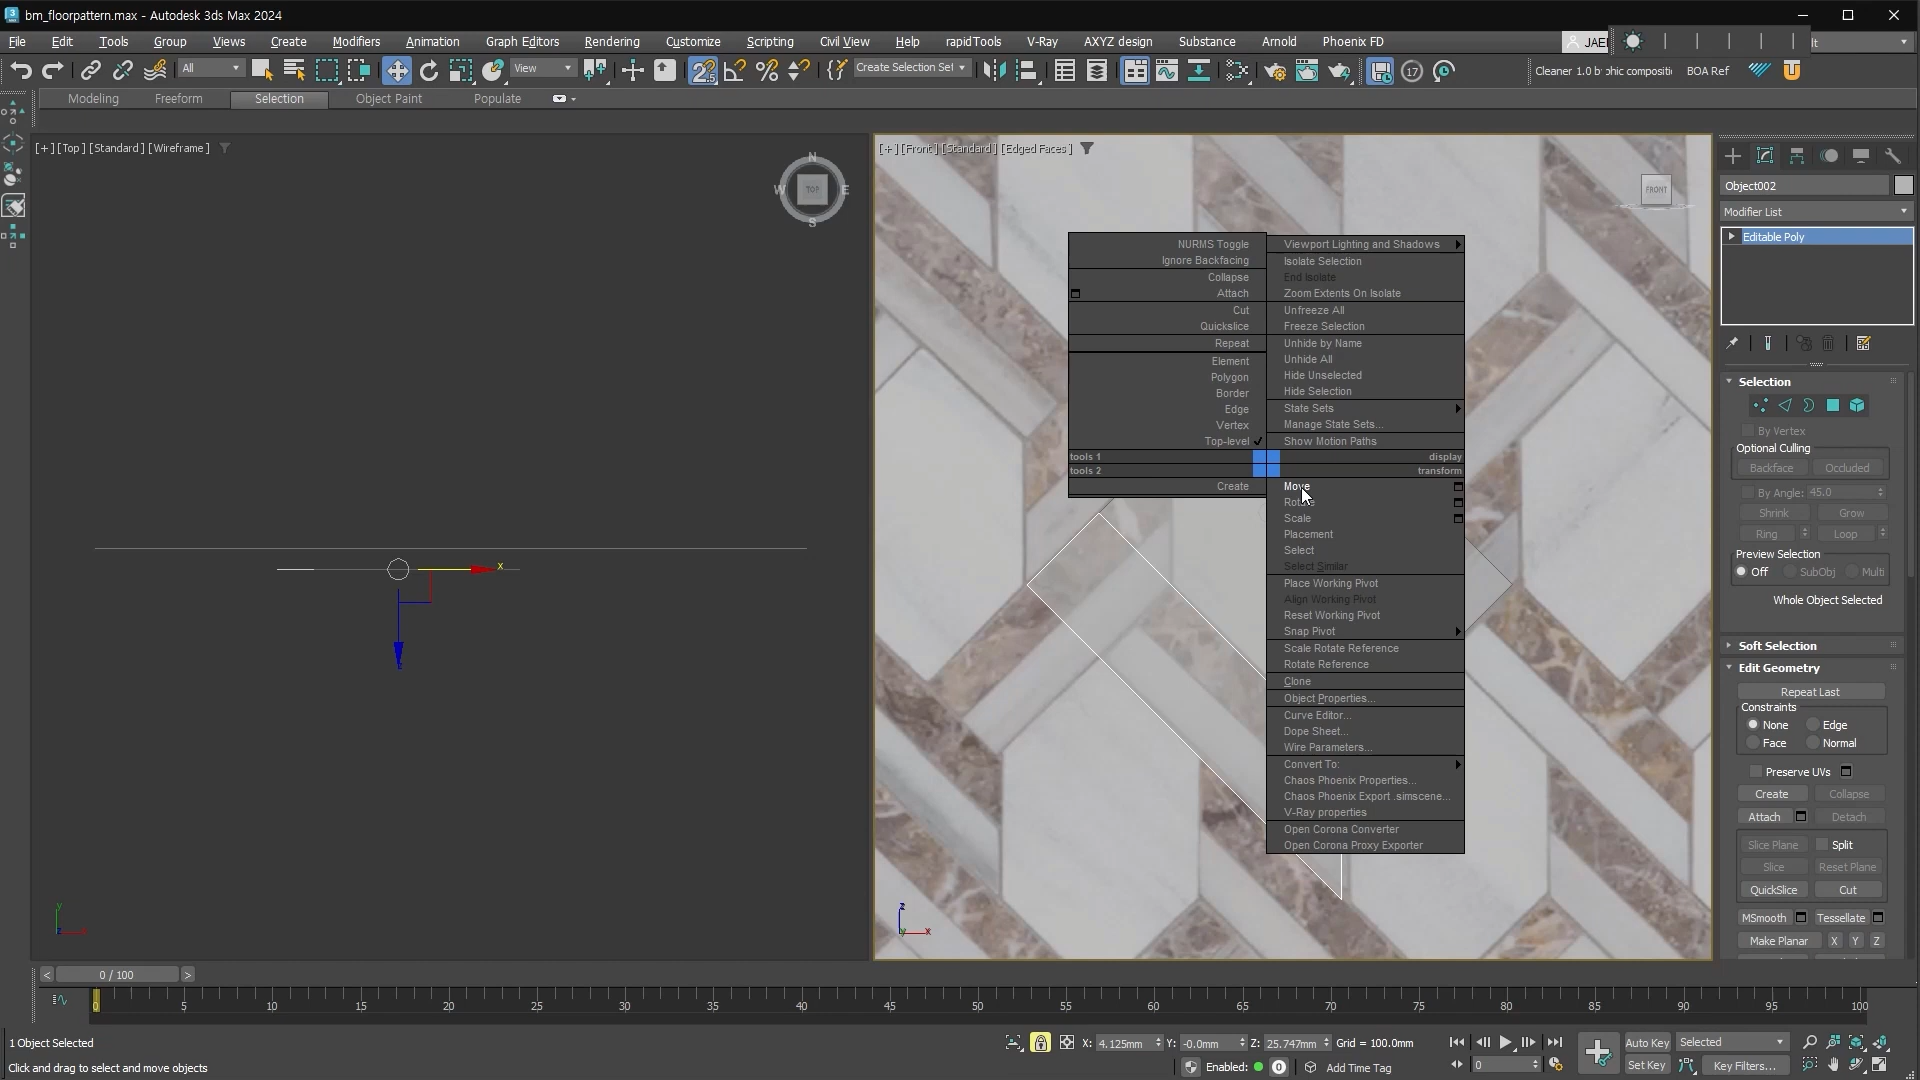 bm_floorpattern.max - Autodesk 3ds Max 2024
File Edit Tools Group Views Create Modifiers Animation Graph Editors Rendering Customize Scripting Civil View Help rapidTools V-Ray AXYZ design Substance Arnold Phoenix FD
All View Create Selection Set 17 Cleaner 1.0 BOA Ref
Modeling Freeform Selection Object Paint Populate
[+] [Top] [Standard] [Wireframe]
N
W TOP E
S
x
y
x
[+] [Front] [Standard] [Edged Faces]
FRONT
z
y x
NURMS Toggle
Ignore Backfacing
Collapse
Attach
Cut
Quickslice
Repeat
Element
Polygon
Border
Edge
Vertex
Top-level
tools 1
tools 2
Create
Viewport Lighting and Shadows
Isolate Selection
End Isolate
Zoom Extents On Isolate
Unfreeze All
Freeze Selection
Unhide by Name
Unhide All
Hide Unselected
Hide Selection
State Sets
Manage State Sets...
Show Motion Paths
display
transform
Move
Rotate
Scale
Placement
Select
Select Similar
Place Working Pivot
Align Working Pivot
Reset Working Pivot
Snap Pivot
Scale Rotate Reference
Rotate Reference
Clone
Object Properties...
Curve Editor...
Dope Sheet...
Wire Parameters...
Convert To:
Chaos Phoenix Properties...
Chaos Phoenix Export .simscene...
V-Ray properties
Open Corona Converter
Open Corona Proxy Exporter
Object002
Modifier List
Editable Poly
Selection
By Vertex
Optional Culling
Backface Occluded
By Angle: 45.0
Shrink Grow
Ring Loop
Preview Selection
Off SubObj Multi
Whole Object Selected
Soft Selection
Edit Geometry
Repeat Last
Constraints
None Edge
Face Normal
Preserve UVs
Create Collapse
Attach Detach
Slice Plane Split
Slice Reset Plane
QuickSlice Cut
MSmooth Tessellate
Make Planar X Y Z
< 0 / 100 >
0 5 10 15 20 25 30 35 40 45 50 55 60 65 70 75 80 85 90 95 100
1 Object Selected
Click and drag to select and move objects
X: 4.125mm Y: -0.0mm Z: 25.747mm Grid = 100.0mm
Enabled: 0 Add Time Tag
0
Auto Key Selected
Set Key Key Filters...